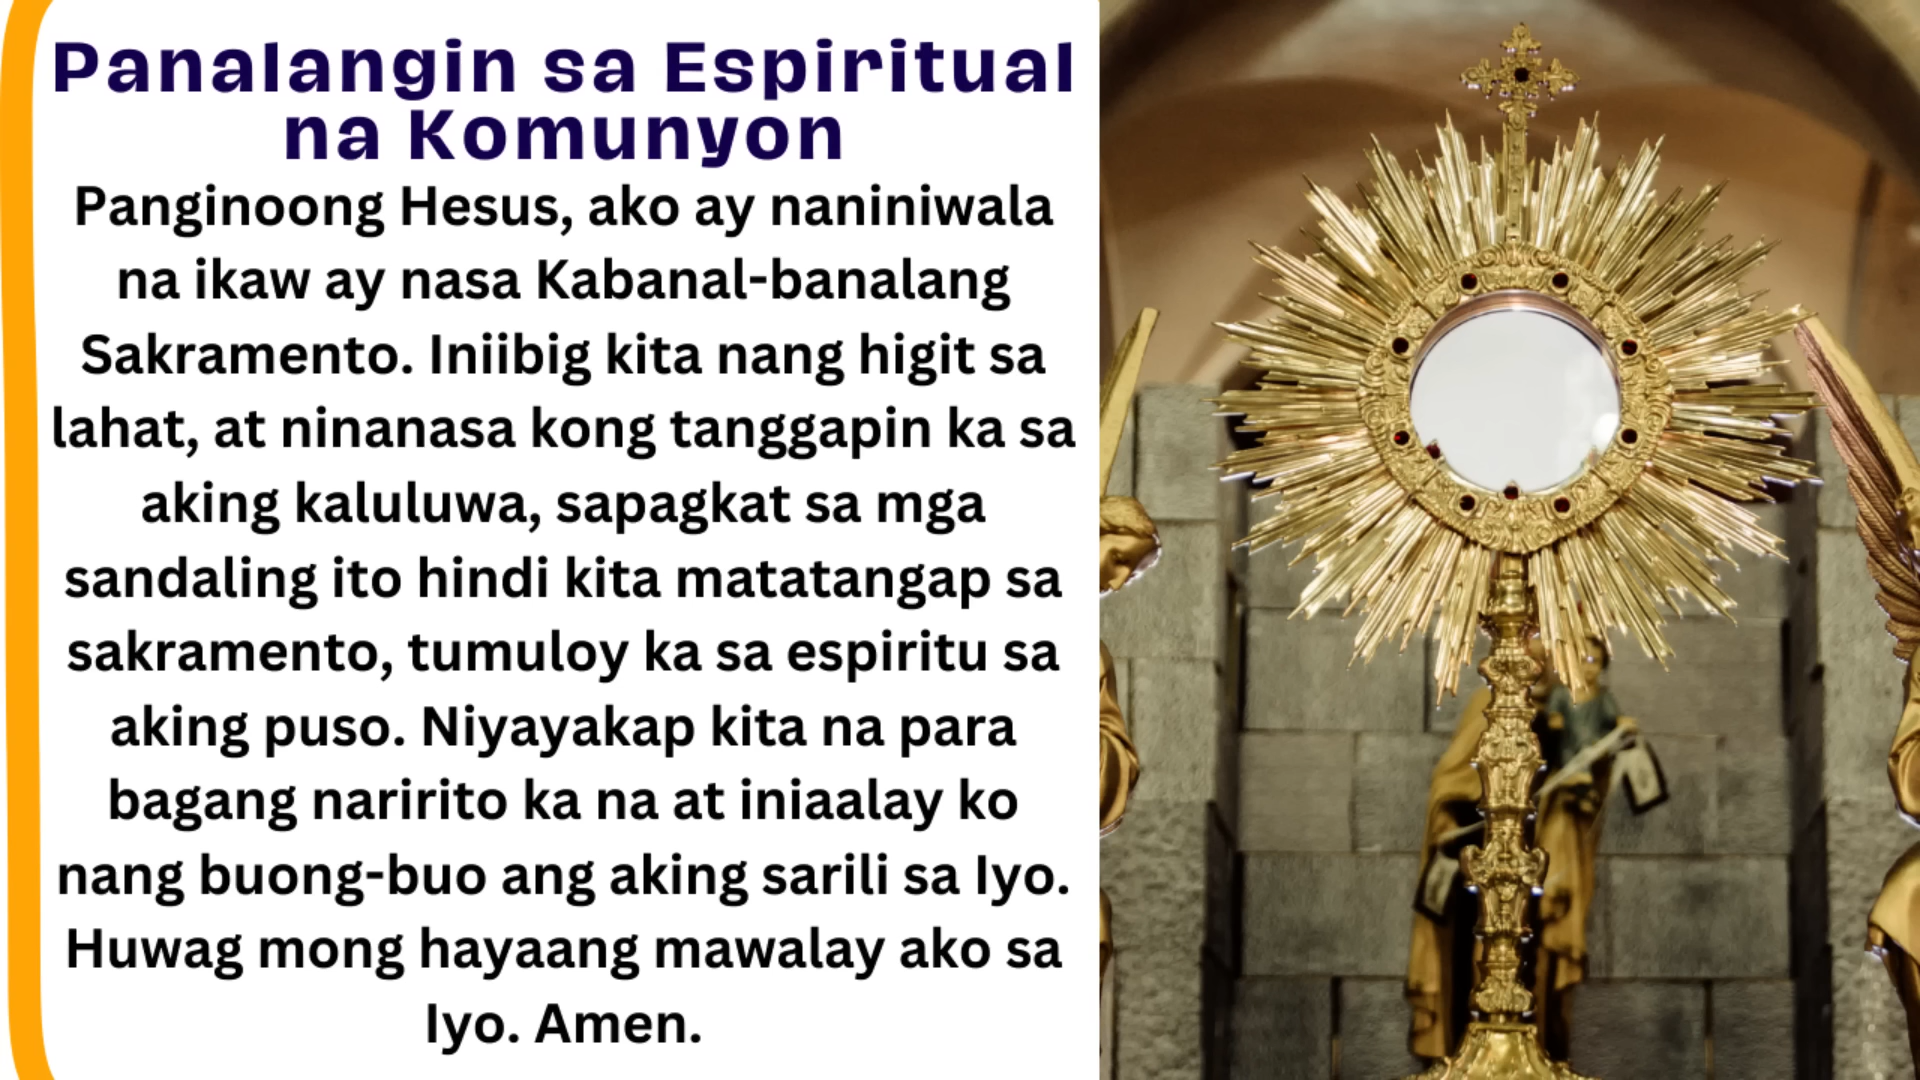 Panalangin sa Espiritual
na Komunyon
Panginoong Hesus, ako ay naniniwala
na ikaw ay nasa Kabanal-banalang
Sakramento. Iniibig kita nang higit sa
lahat, at ninanasa kong tanggapin ka sa
aking kaluluwa, sapagkat sa mga
sandaling ito hindi kita matatangap sa
sakramento, tumuloy ka sa espiritu sa
aking puso. Niyayakap kita na para
bagang naririto ka na at iniaalay ko
nang buong-buo ang aking sarili sa Iyo.
Huwag mong hayaang mawalay ako sa
Iyo. Amen.